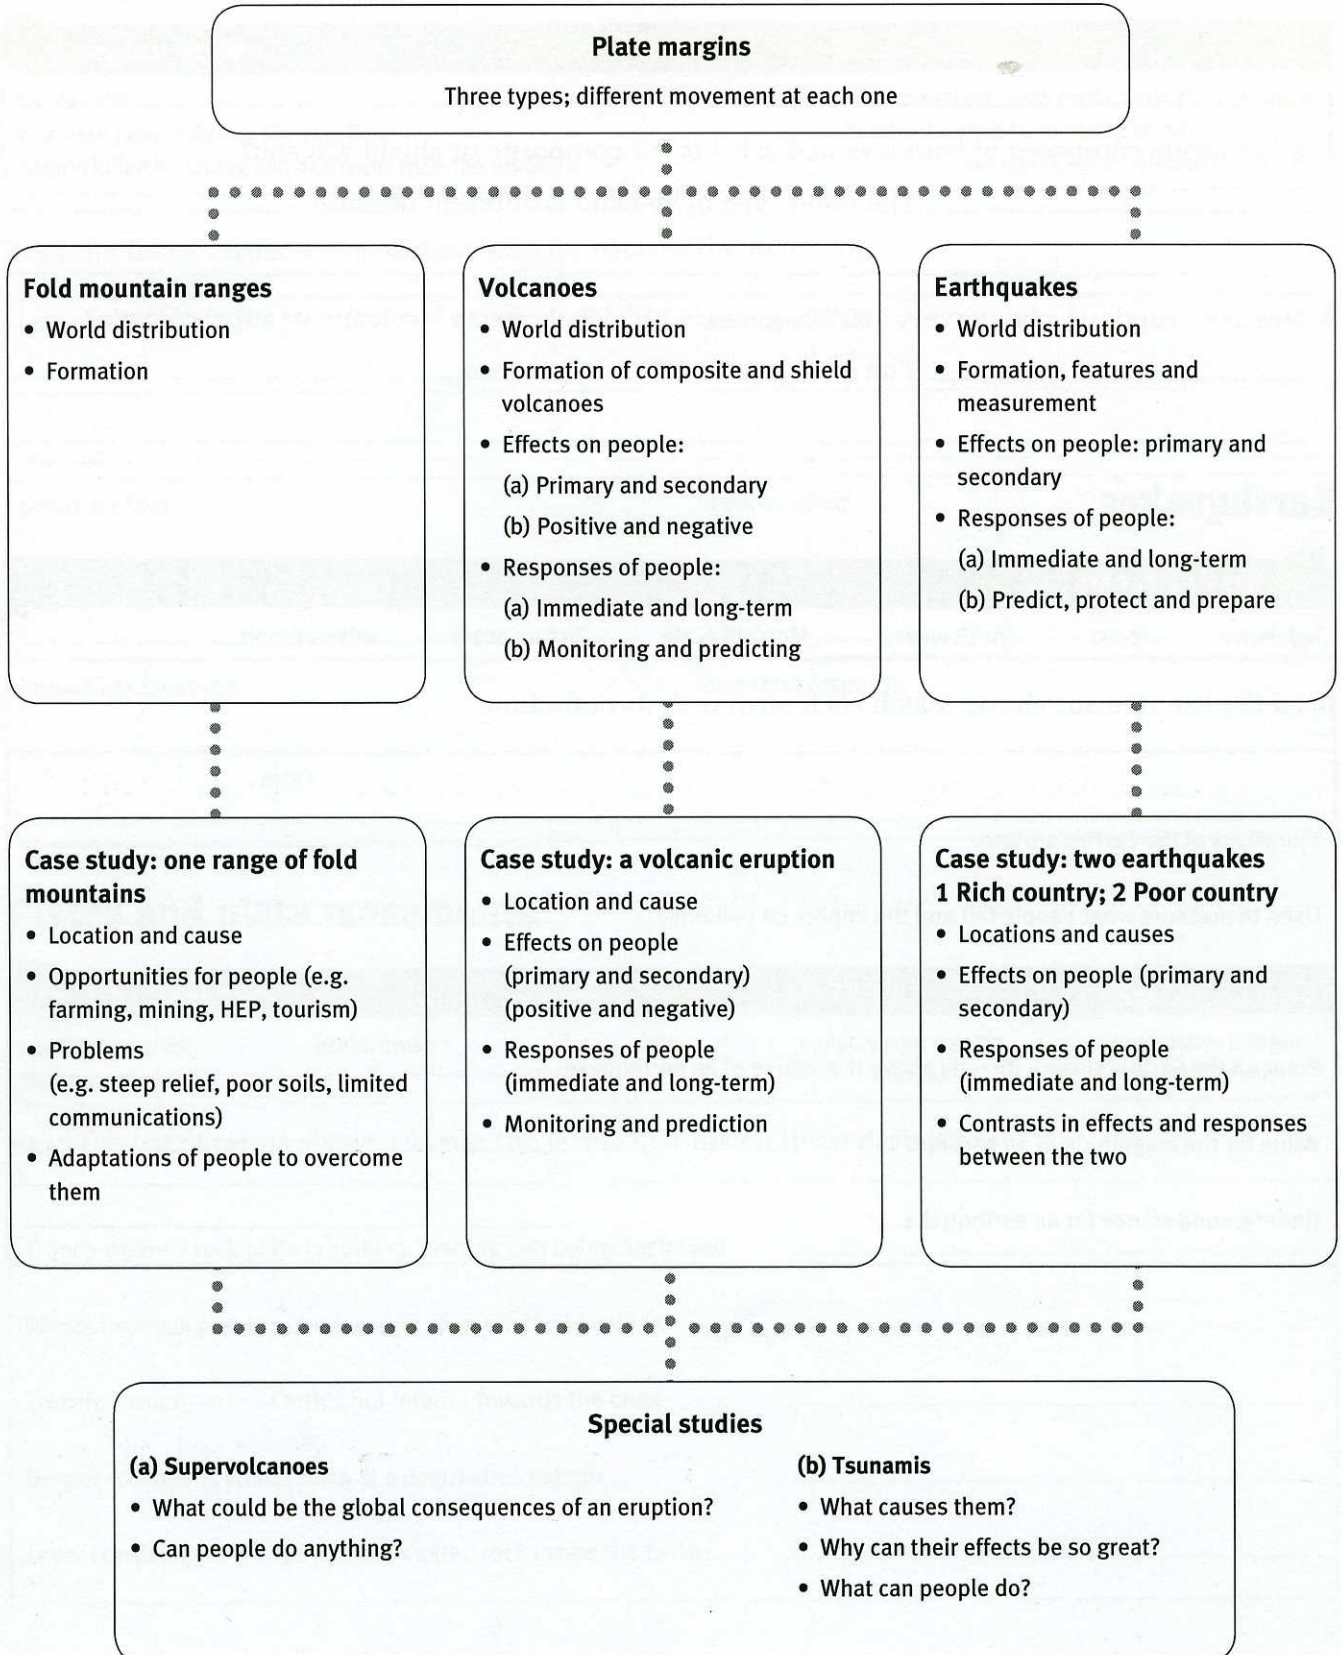 Plate margins
Three types; different movement at each one
Fold mountain ranges
• World distribution
• Formation
Volcanoes
• World distribution
• Formation of composite and shield
volcanoes
• Effects on people:
(a) Primary and secondary
(b) Positive and negative
• Responses of people:
(a) Immediate and long-term
(b) Monitoring and predicting
Earthquakes
• World distribution
• Formation, features and
measurement
• Effects on people: primary and
secondary
• Responses of people:
(a) Immediate and long-term
(b) Predict, protect and prepare
Case study: one range of fold
mountains
• Location and cause
• Opportunities for people (e.g.
farming, mining, HEP, tourism)
• Problems
(e.g. steep relief, poor soils, limited
communications)
• Adaptations of people to overcome
them
Case study: a volcanic eruption
• Location and cause
• Effects on people
(primary and secondary)
(positive and negative)
• Responses of people
(immediate and long-term)
• Monitoring and prediction
Case study: two earthquakes
1 Rich country; 2 Poor country
• Locations and causes
• Effects on people (primary and
secondary)
• Responses of people
(immediate and long-term)
• Contrasts in effects and responses
between the two
Special studies
(a) Supervolcanoes
• What could be the global consequences of an eruption?
• Can people do anything?
(b) Tsunamis
• What causes them?
• Why can their effects be so great?
• What can people do?